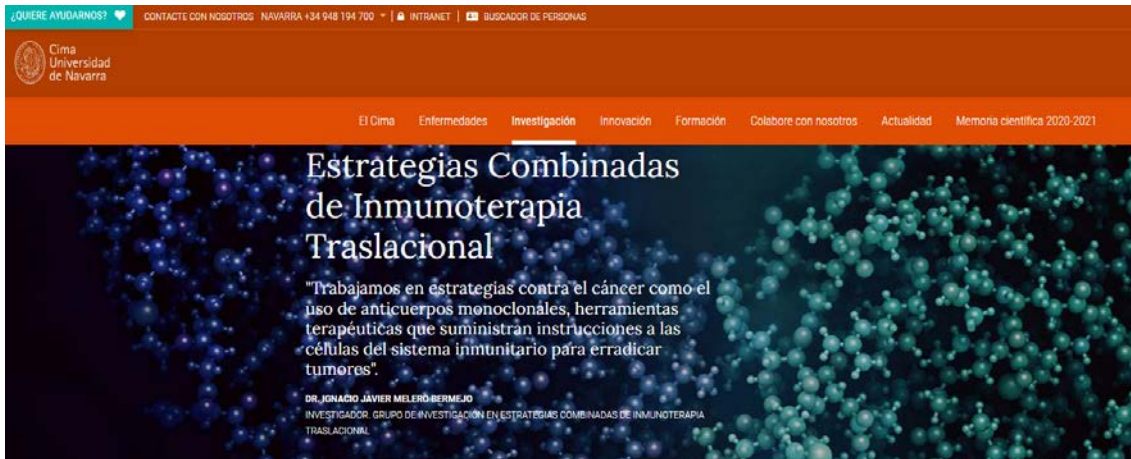 ¿QUIERE AYUDARNOS?
CONTACTE CON NOSOTROS NAVARRA +34 948 194 700 | INTRANET | BUSCADOR DE PERSONAS
Cima
Universidad
de Navarra
El Cima Enfermedades Investigación Innovación Formación Colabore con nosotros Actualidad Memoria científica 2020-2021
Estrategias Combinadas
de Inmunoterapia
Traslacional
"Trabajamos en estrategias contra el cáncer como el
uso de anticuerpos monoclonales, herramientas
terapéuticas que suministran instrucciones a las
células del sistema inmunitario para erradicar
tumores".
DR. IGNACIO JAVIER MELERO BERMEJO
INVESTIGADOR. GRUPO DE INVESTIGACIÓN EN ESTRATEGIAS COMBINADAS DE INMUNOTERAPIA
TRASLACIONAL